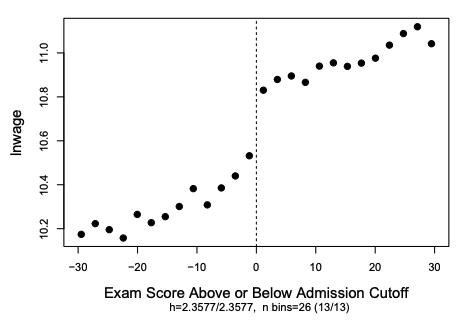 11.0
10.8
10.6
10.4
10.2
lnwage
−30 −20 −10 0 10 20 30
Exam Score Above or Below Admission Cutoff
h=2.3577/2.3577, n bins=26 (13/13)